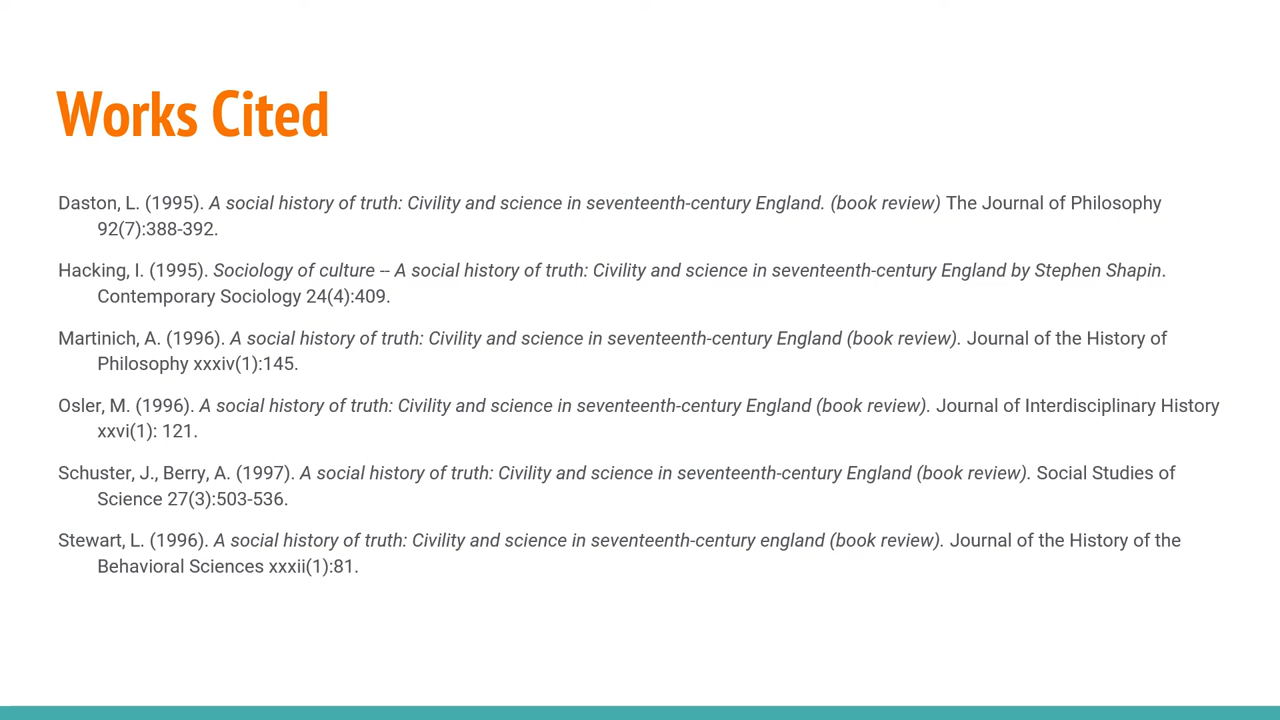 Works Cited
Daston, L. (1995). A social history of truth: Civility and science in seventeenth-century England. (book review) The Journal of Philosophy
92(7):388-392.
Hacking, I. (1995). Sociology of culture -- A social history of truth: Civility and science in seventeenth-century England by Stephen Shapin.
Contemporary Sociology 24(4):409.
Martinich, A. (1996). A social history of truth: Civility and science in seventeenth-century England (book review). Journal of the History of
Philosophy xxxiv(1):145.
Osler, M. (1996). A social history of truth: Civility and science in seventeenth-century England (book review). Journal of Interdisciplinary History
xxvi(1): 121.
Schuster, J., Berry, A. (1997). A social history of truth: Civility and science in seventeenth-century England (book review). Social Studies of
Science 27(3):503-536.
Stewart, L. (1996). A social history of truth: Civility and science in seventeenth-century england (book review). Journal of the History of the
Behavioral Sciences xxxii(1):81.